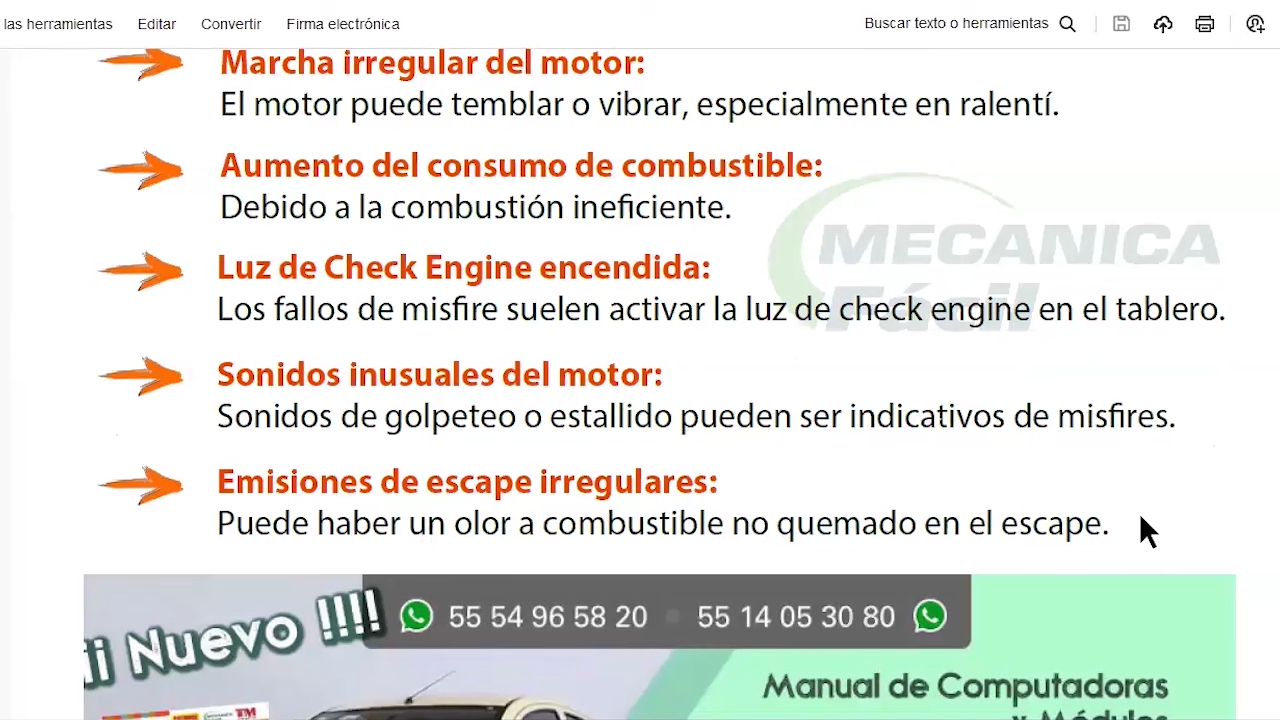 las herramientas Editar Convertir Firma electrónica Buscar texto o herramientas
Marcha irregular del motor:
El motor puede temblar o vibrar, especialmente en ralentí.
Aumento del consumo de combustible:
Debido a la combustión ineficiente.
MECANICA
Fácil
Luz de Check Engine encendida:
Los fallos de misfire suelen activar la luz de check engine en el tablero.
Sonidos inusuales del motor:
Sonidos de golpeteo o estallido pueden ser indicativos de misfires.
Emisiones de escape irregulares:
Puede haber un olor a combustible no quemado en el escape.
¡¡¡ Nuevo !!!!
55 54 96 58 20 55 14 05 30 80
Manual de Computadoras
y Módulos